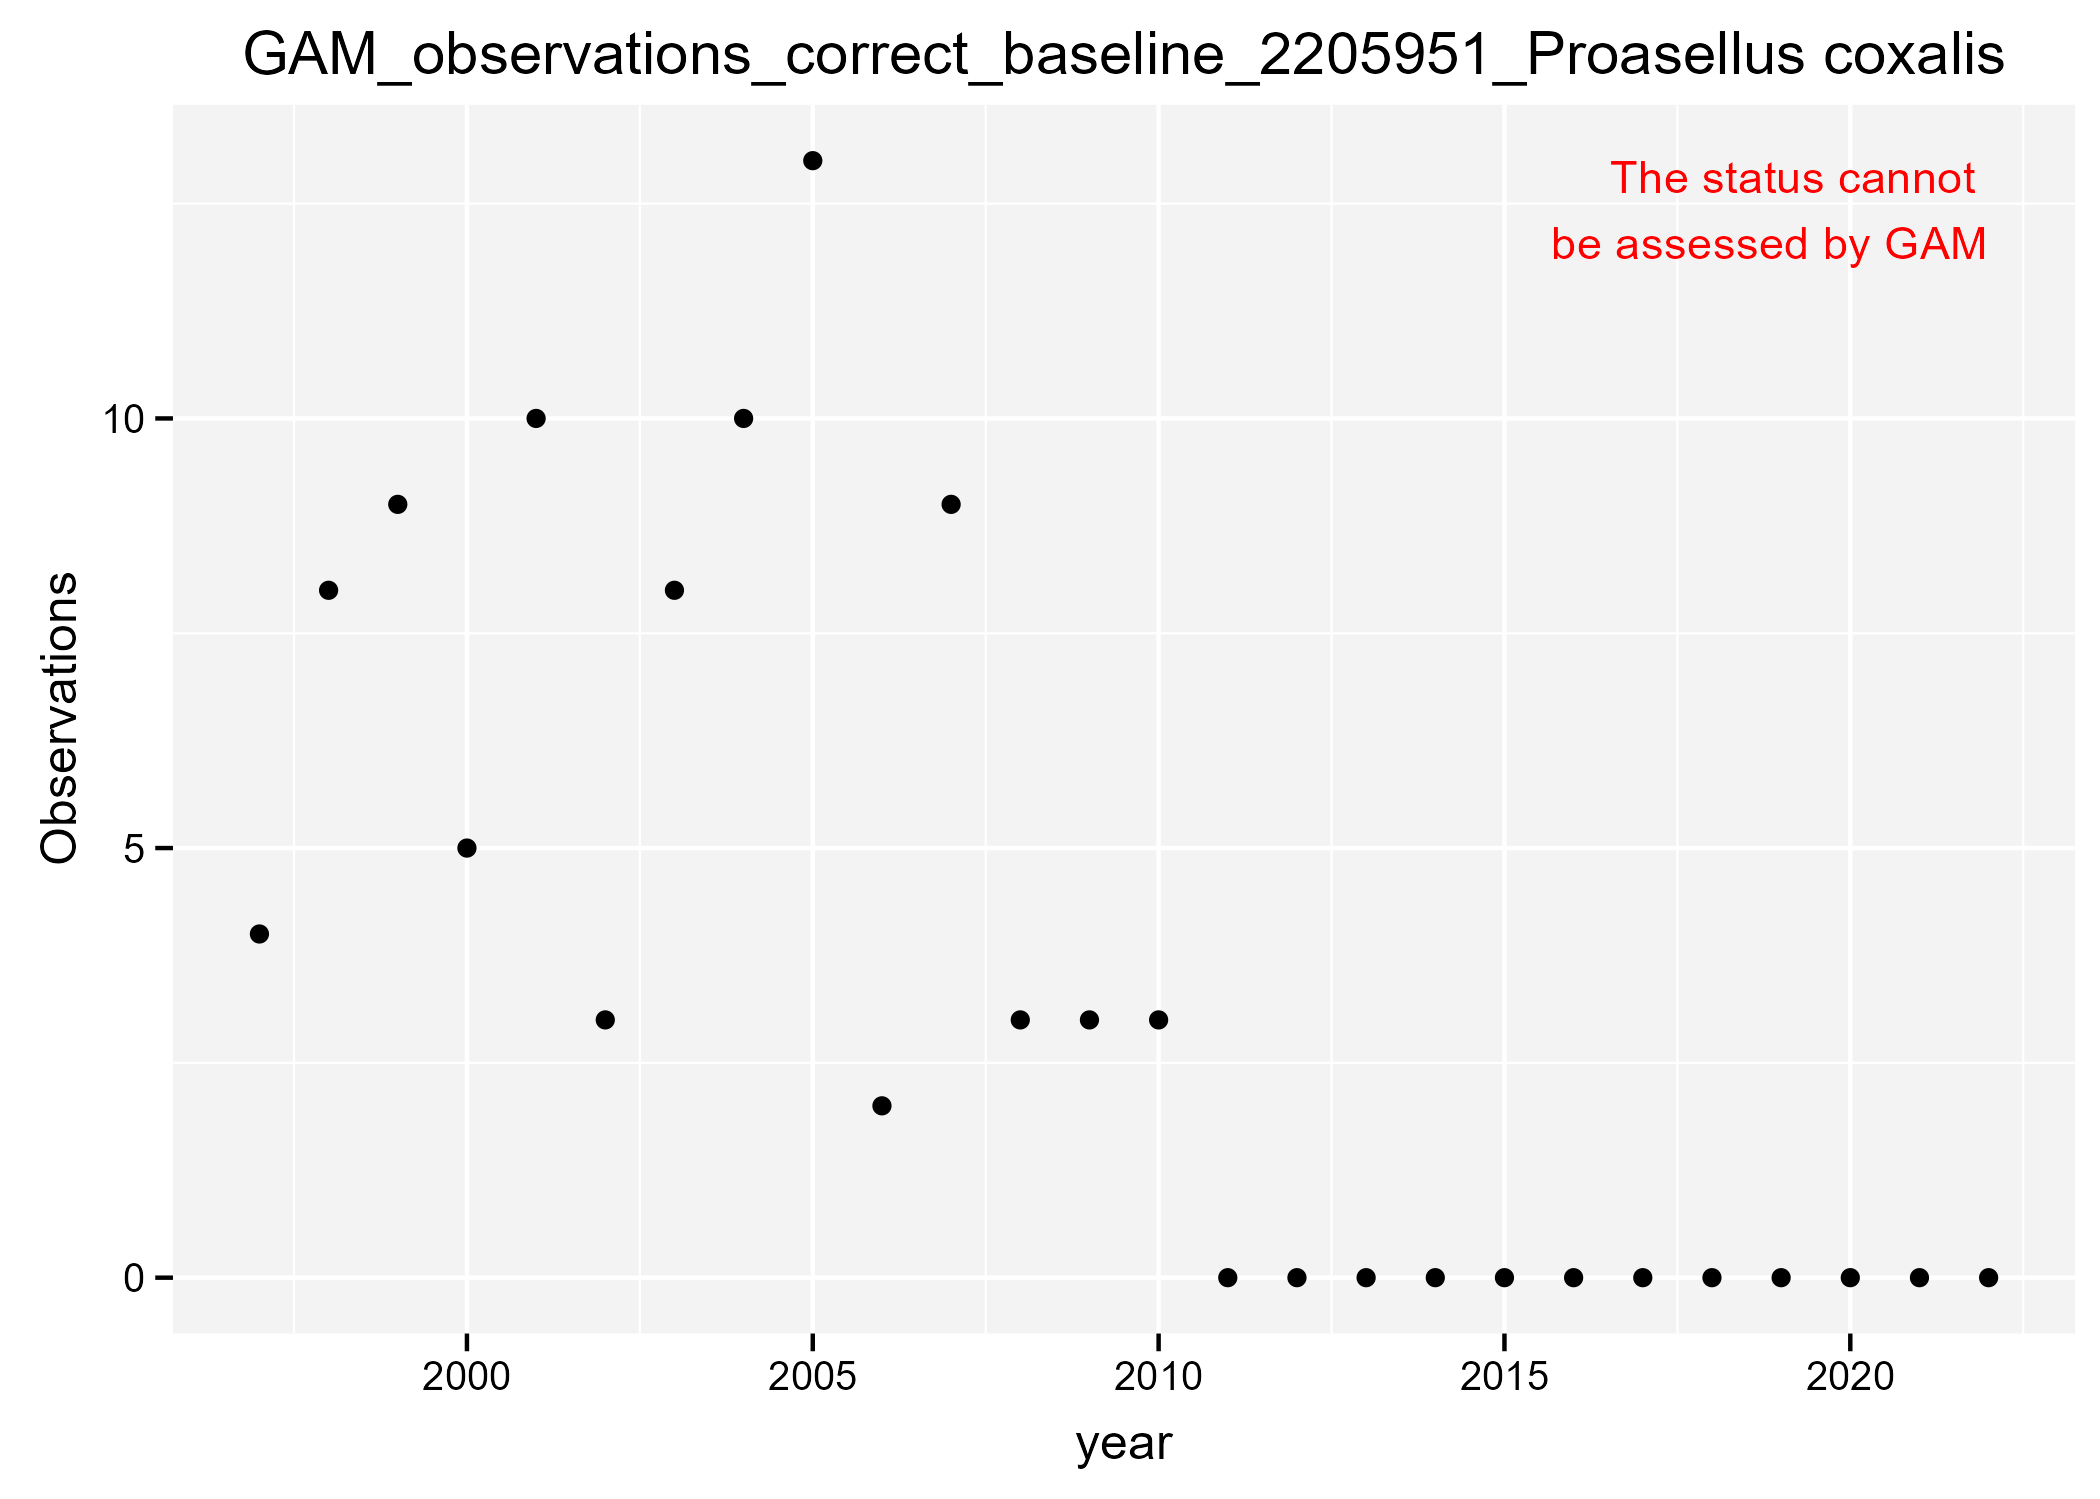 GAM_observations_correct_baseline_2205951_Proasellus coxalis
The status cannot
be assessed by GAM
10
5
0
Observations
2000 2005 2010 2015 2020
year